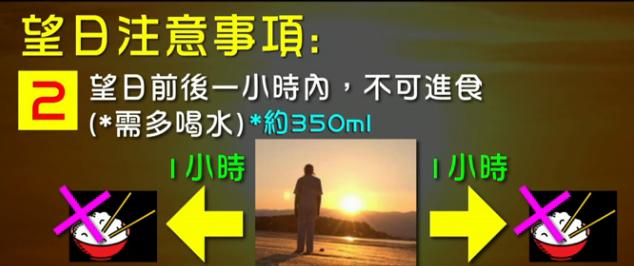 望日注意事項:
2
望日前後一小時內，不可進食
(*需多喝水)*約350ml
1小時
1小時